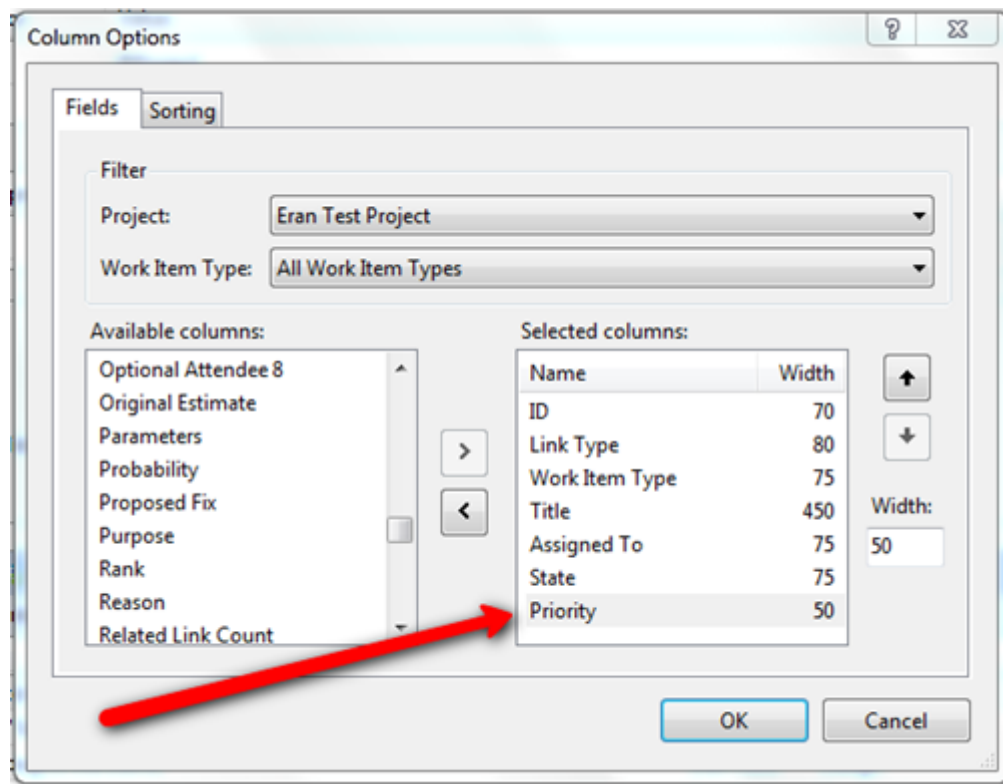 Column Options
Fields
Sorting
Filter
Project:
Eran Test Project
Work Item Type:
All Work Item Types
Available columns:
Optional Attendee 8
Original Estimate
Parameters
Probability
Proposed Fix
Purpose
Rank
Reason
Related Link Count
>
<
Selected columns:
Name Width
ID 70
Link Type 80
Work Item Type 75
Title 450
Assigned To 75
State 75
Priority 50
Width:
50
OK
Cancel